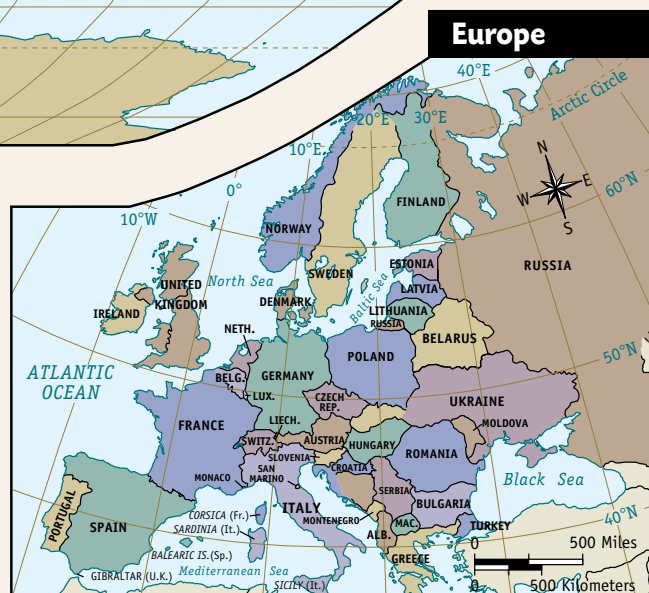 Europe
40°E
Arctic Circle
20°E
30°E
10°E
N
W
E
S
60°N
0°
10°W
FINLAND
NORWAY
RUSSIA
ESTONIA
SWEDEN
North Sea
UNITED
KINGDOM
LATVIA
Baltic Sea
DENMARK
LITHUANIA
IRELAND
RUSSIA
NETH.
BELARUS
50°N
POLAND
ATLANTIC
OCEAN
BELG.
GERMANY
LUX.
CZECH
REP.
UKRAINE
LIECH.
MOLDOVA
FRANCE
SWITZ.
AUSTRIA
HUNGARY
ROMANIA
SLOVENIA
CROATIA
SAN
MARINO
MONACO
Black Sea
SERBIA
BULGARIA
PORTUGAL
ITALY
CORSICA (Fr.)
MONTENEGRO
40°N
SPAIN
SARDINIA (It.)
MAC.
TURKEY
ALB.
BALEARIC IS.(Sp.)
GREECE
0
500 Miles
GIBRALTAR (U.K.)
Mediterranean Sea
SICILY (It.)
0
500 Kilometers